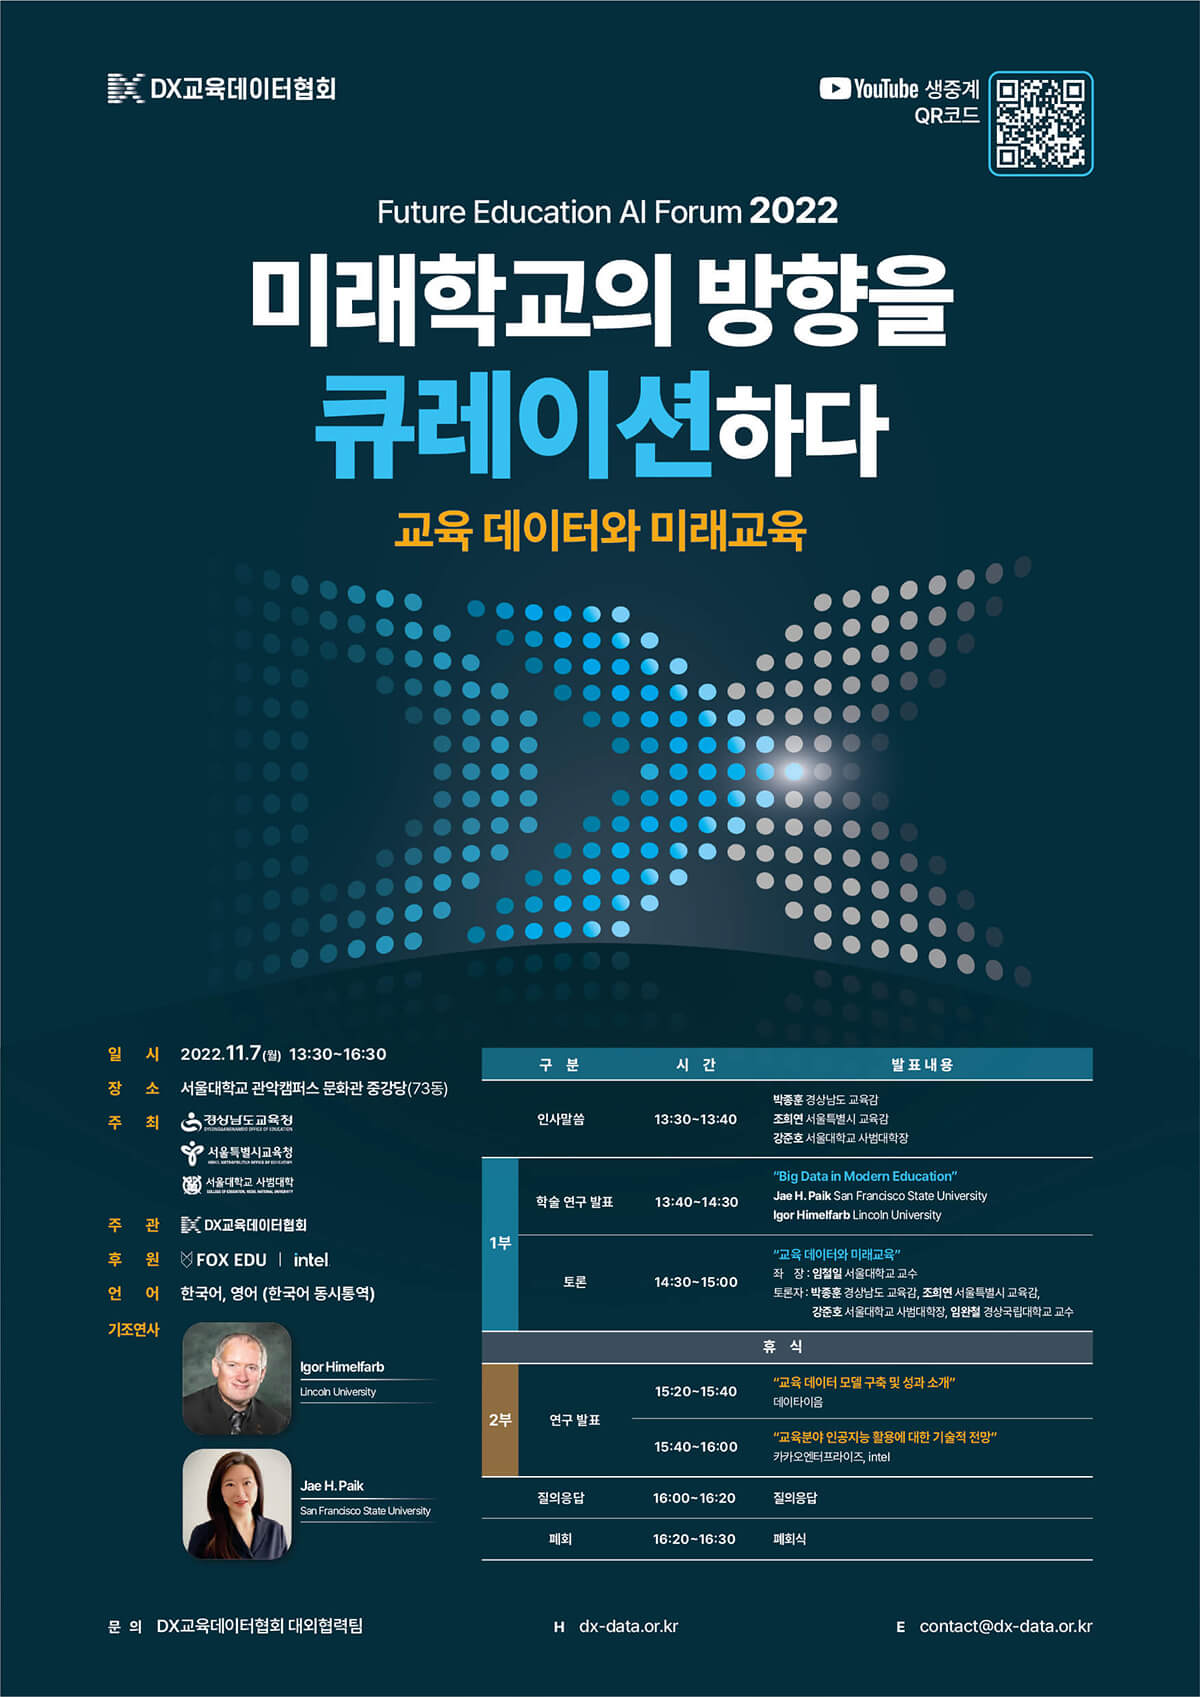 DX교육데이터협회
YouTube 생중계
QR코드
Future Education AI Forum 2022
미래학교의 방향을
큐레이션하다
교육 데이터와 미래교육
일 시 2022.11.7(월) 13:30~16:30
장 소 서울대학교 관악캠퍼스 문화관 중강당(73동)
주 최 경상남도교육청
GYEONGSANGNAMDO OFFICE OF EDUCATION
서울특별시교육청
SEOUL METROPOLITAN OFFICE OF EDUCATION
서울대학교 사범대학
COLLEGE OF EDUCATION, SEOUL NATIONAL UNIVERSITY
주 관 DX교육데이터협회
후 원 FOX EDU | intel
언 어 한국어, 영어 (한국어 동시통역)
기조연사
Igor Himelfarb
Lincoln University
Jae H. Paik
San Francisco State University
구 분 시 간 발표내용
인사말씀 13:30~13:40
박종훈 경상남도 교육감
조희연 서울특별시 교육감
강준호 서울대학교 사범대학장
1부
학술 연구 발표 13:40~14:30
“Big Data in Modern Education”
Jae H. Paik San Francisco State University
Igor Himelfarb Lincoln University
토론 14:30~15:00
“교육 데이터와 미래교육”
좌 장 : 임철일 서울대학교 교수
토론자 : 박종훈 경상남도 교육감, 조희연 서울특별시 교육감,
강준호 서울대학교 사범대학장, 임완철 경상국립대학교 교수
휴 식
2부
연구 발표
15:20~15:40
“교육 데이터 모델 구축 및 성과 소개”
데이타이음
15:40~16:00
“교육분야 인공지능 활용에 대한 기술적 전망”
카카오엔터프라이즈, intel
질의응답 16:00~16:20 질의응답
폐회 16:20~16:30 폐회식
문 의 DX교육데이터협회 대외협력팀 H dx-data.or.kr E contact@dx-data.or.kr